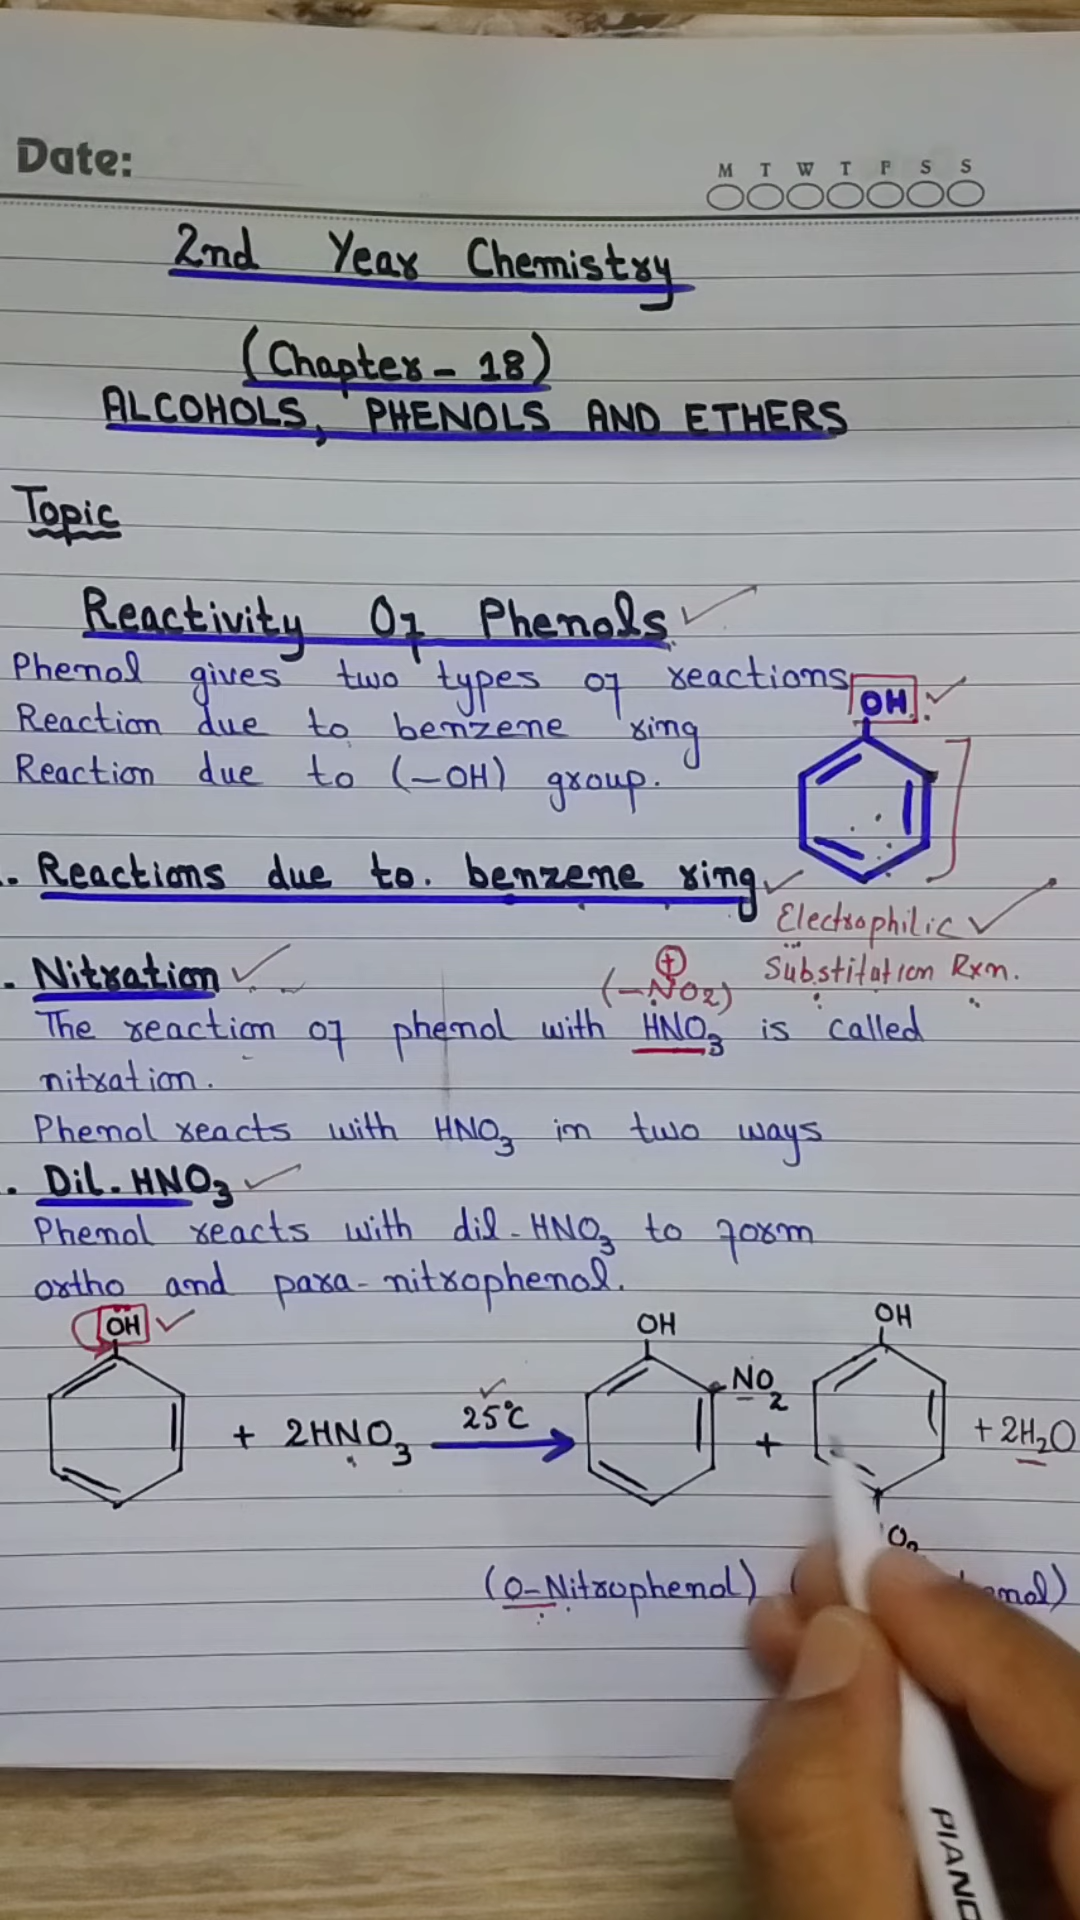 Date:
M T W T F S S
2nd Year Chemistry
(Chapter - 18)
ALCOHOLS, PHENOLS AND ETHERS
Topic
Reactivity Of Phenols
Phenol gives two types of reactions
OH
Reaction due to benzene ring
Reaction due to (-OH) group.
Reactions due to. benzene ring
Electrophilic
Substitution Rxn.
Nitration
(-NO2)
+
The reaction of phenol with HNO3 is called
nitration.
Phenol reacts with HNO3 in two ways
Dil-HNO3
Phenol reacts with dil-HNO3 to form
ortho and para-nitrophenol.
OH OH OH
+ 2HNO3 25°C NO2 + + 2H2O
(O-Nitrophenol)
PIANO